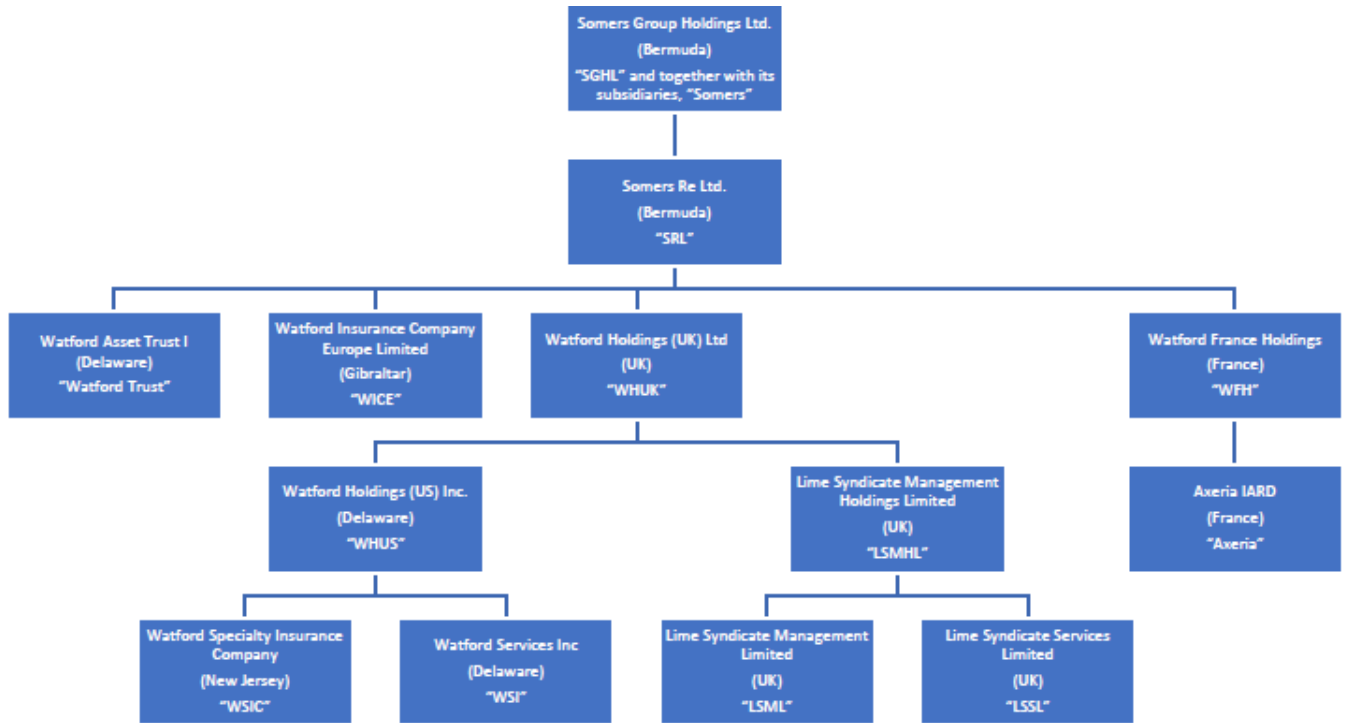 Somers Group Holdings Ltd.
(Bermuda)
“SGHL” and together with its
subsidiaries, “Somers”
Somers Re Ltd.
(Bermuda)
“SRL”
Watford Asset Trust I
(Delaware)
“Watford Trust”
Watford Insurance Company
Europe Limited
(Gibraltar)
“WICE”
Watford Holdings (UK) Ltd
(UK)
“WHUK”
Watford France Holdings
(France)
“WFH”
Watford Holdings (US) Inc.
(Delaware)
“WHUS”
Lime Syndicate Management
Holdings Limited
(UK)
“LSMHL”
Axeria IARD
(France)
“Axeria”
Watford Specialty Insurance
Company
(New Jersey)
“WSIC”
Watford Services Inc
(Delaware)
“WSI”
Lime Syndicate Management
Limited
(UK)
“LSML”
Lime Syndicate Services
Limited
(UK)
“LSSL”